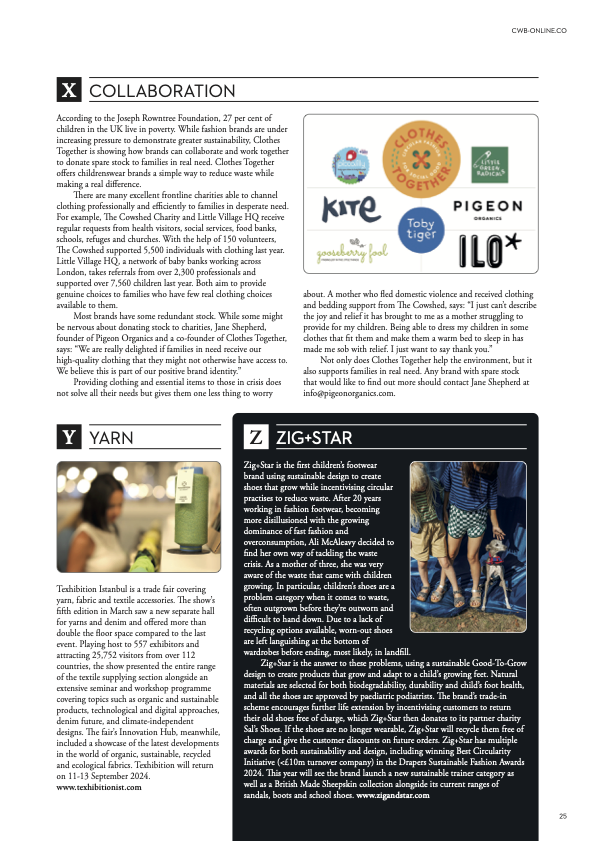 CWB-ONLINE.CO
X COLLABORATION
According to the Joseph Rowntree Foundation, 27 per cent of
children in the UK live in poverty. While fashion brands are under
increasing pressure to demonstrate greater sustainability, Clothes
Together is showing how brands can collaborate and work together
to donate spare stock to families in real need. Clothes Together
offers childrenswear brands a simple way to reduce waste while
making a real difference.
There are many excellent frontline charities able to channel
clothing professionally and efficiently to families in desperate need.
For example, The Cowshed Charity and Little Village HQ receive
regular requests from health visitors, social services, food banks,
schools, refuges and churches. With the help of 150 volunteers,
The Cowshed supported 5,500 individuals with clothing last year.
Little Village HQ, a network of baby banks working across
London, takes referrals from over 2,300 professionals and
supported over 7,560 children last year. Both aim to provide
genuine choices to families who have few real clothing choices
available to them.
Most brands have some redundant stock. While some might
be nervous about donating stock to charities, Jane Shepherd,
founder of Pigeon Organics and a co-founder of Clothes Together,
says: “We are really delighted if families in need receive our
high-quality clothing that they might not otherwise have access to.
We believe this is part of our positive brand identity.”
Providing clothing and essential items to those in crisis does
not solve all their needs but gives them one less thing to worry
CLOTHES
TOGETHER
LITTLE
GREEN
RADICALS
KITE
Toby
tiger
PIGEON
ORGANICS
gooseberry fool
ILO*
about. A mother who fled domestic violence and received clothing
and bedding support from The Cowshed, says: “I just can’t describe
the joy and relief it has brought to me as a mother struggling to
provide for my children. Being able to dress my children in some
clothes that fit them and make them a warm bed to sleep in has
made me sob with relief. I just want to say thank you.”
Not only does Clothes Together help the environment, but it
also supports families in real need. Any brand with spare stock
that would like to find out more should contact Jane Shepherd at
info@pigeonorganics.com.
Y YARN
Texhibition Istanbul is a trade fair covering
yarn, fabric and textile accessories. The show’s
fifth edition in March saw a new separate hall
for yarns and denim and offered more than
double the floor space compared to the last
event. Playing host to 557 exhibitors and
attracting 25,752 visitors from over 112
countries, the show presented the entire range
of the textile supplying section alongside an
extensive seminar and workshop programme
covering topics such as organic and sustainable
products, technological and digital approaches,
denim future, and climate-independent
designs. The fair’s Innovation Hub, meanwhile,
included a showcase of the latest developments
in the world of organic, sustainable, recycled
and ecological fabrics. Texhibition will return
on 11-13 September 2024.
www.texhibitionist.com
Z ZIG+STAR
Zig+Star is the first children’s footwear
brand using sustainable design to create
shoes that grow while incentivising circular
practises to reduce waste. After 20 years
working in fashion footwear, becoming
more disillusioned with the growing
dominance of fast fashion and
overconsumption, Ali McAleavy decided to
find her own way of tackling the waste
crisis. As a mother of three, she was very
aware of the waste that came with children
growing. In particular, children’s shoes are a
problem category when it comes to waste,
often outgrown before they’re outworn and
difficult to hand down. Due to a lack of
recycling options available, worn-out shoes
are left languishing at the bottom of
wardrobes before ending, most likely, in landfill.
Zig+Star is the answer to these problems, using a sustainable Good-To-Grow
design to create products that grow and adapt to a child’s growing feet. Natural
materials are selected for both biodegradability, durability and child’s foot health,
and all the shoes are approved by paediatric podiatrists. The brand’s trade-in
scheme encourages further life extension by incentivising customers to return
their old shoes free of charge, which Zig+Star then donates to its partner charity
Sal’s Shoes. If the shoes are no longer wearable, Zig+Star will recycle them free of
charge and give the customer discounts on future orders. Zig+Star has multiple
awards for both sustainability and design, including winning Best Circularity
Initiative (<£10m turnover company) in the Drapers Sustainable Fashion Awards
2024. This year will see the brand launch a new sustainable trainer category as
well as a British Made Sheepskin collection alongside its current ranges of
sandals, boots and school shoes. www.zigandstar.com
25